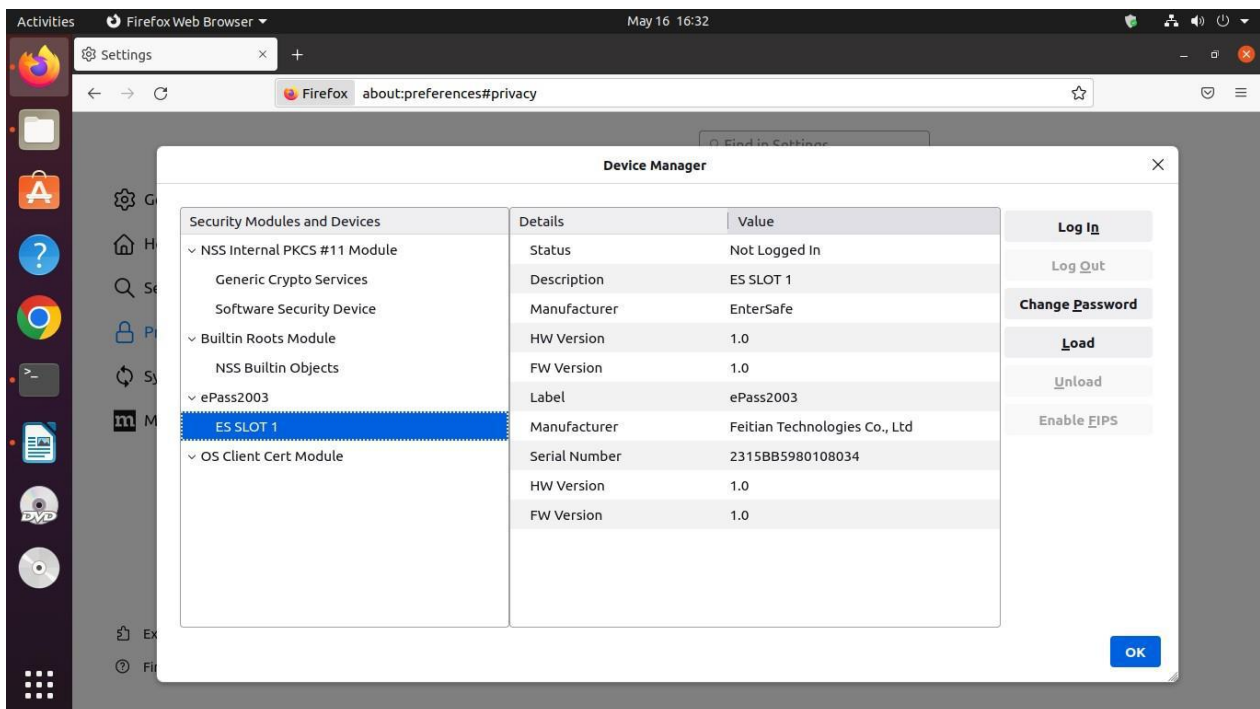 Activities Firefox Web Browser May 16 16:32
Settings
Firefox about:preferences#privacy
Find in Settings
Device Manager
Security Modules and Devices Details Value
NSS Internal PKCS #11 Module Status Not Logged In Log In
Generic Crypto Services Description ES SLOT 1 Log Out
Software Security Device Manufacturer EnterSafe Change Password
Builtin Roots Module HW Version 1.0 Load
NSS Builtin Objects FW Version 1.0 Unload
ePass2003 Label ePass2003
ES SLOT 1 Manufacturer Feitian Technologies Co., Ltd Enable FIPS
OS Client Cert Module Serial Number 2315BB5980108034
HW Version 1.0
FW Version 1.0
OK